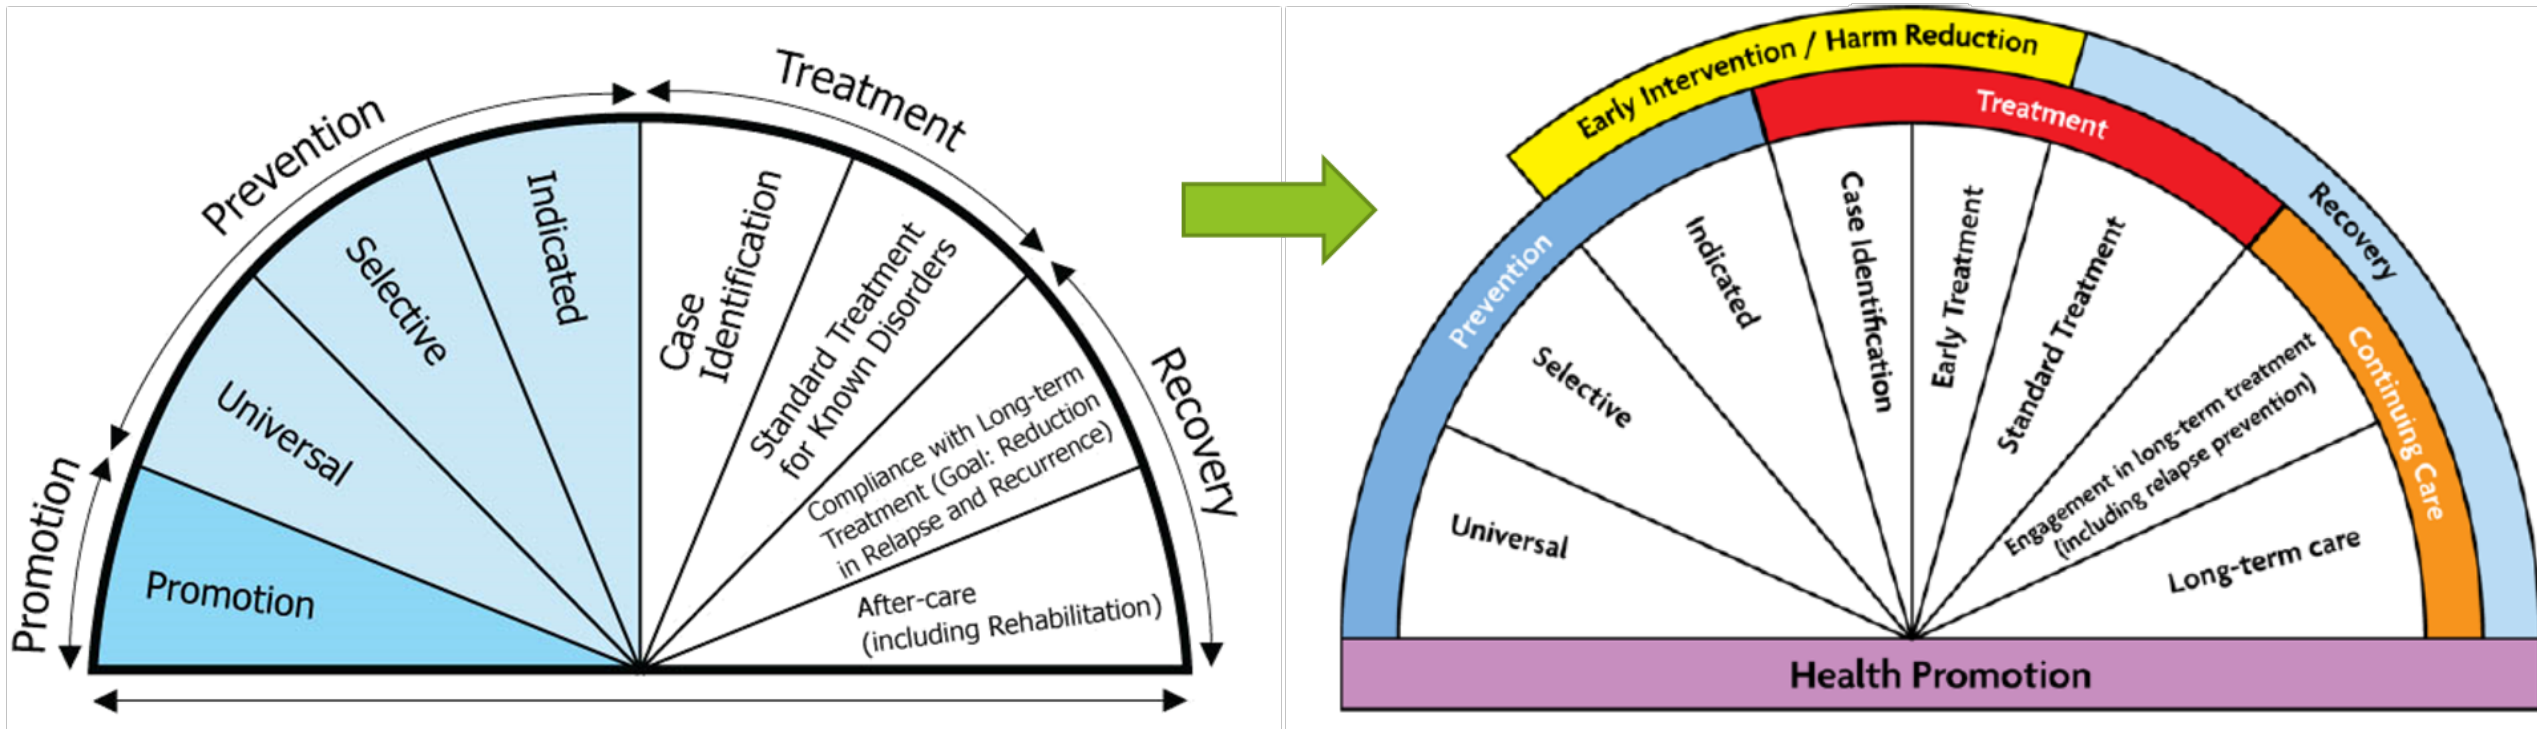 Promotion
Prevention
Treatment
Recovery
Promotion
Universal
Selective
Indicated
Case
Identification
Standard Treatment
for Known Disorders
Compliance with Long-term
Treatment (Goal: Reduction
in Relapse and Recurrence)
After-care
(including Rehabilitation)
Early Intervention / Harm Reduction
Prevention
Treatment
Recovery
Continuing Care
Universal
Selective
Indicated
Case Identification
Early Treatment
Standard Treatment
Engagement in long-term treatment
(including relapse prevention)
Long-term care
Health Promotion